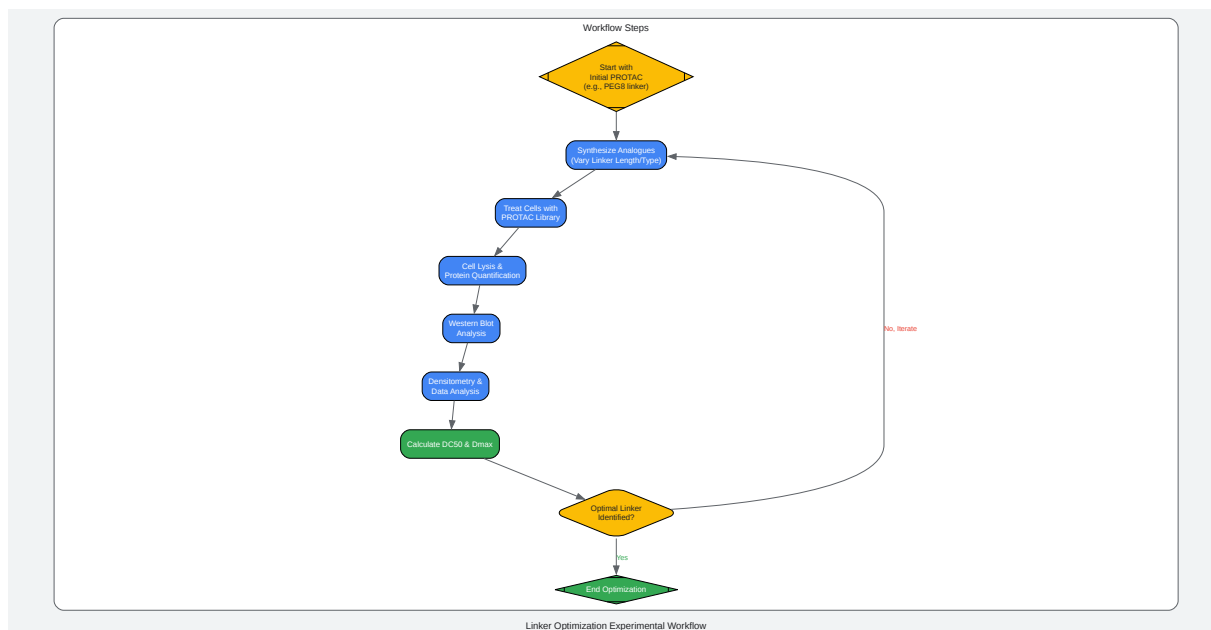 Workflow Steps
Start with
Initial PROTAC
(e.g., PEG8 linker)
Synthesize Analogues
(Vary Linker Length/Type)
Treat Cells with
PROTAC Library
Cell Lysis &
Protein Quantification
Western Blot
Analysis
Densitometry &
Data Analysis
Calculate DC50 & Dmax
Optimal Linker
Identified?
No, Iterate
Yes
End Optimization
Linker Optimization Experimental Workflow